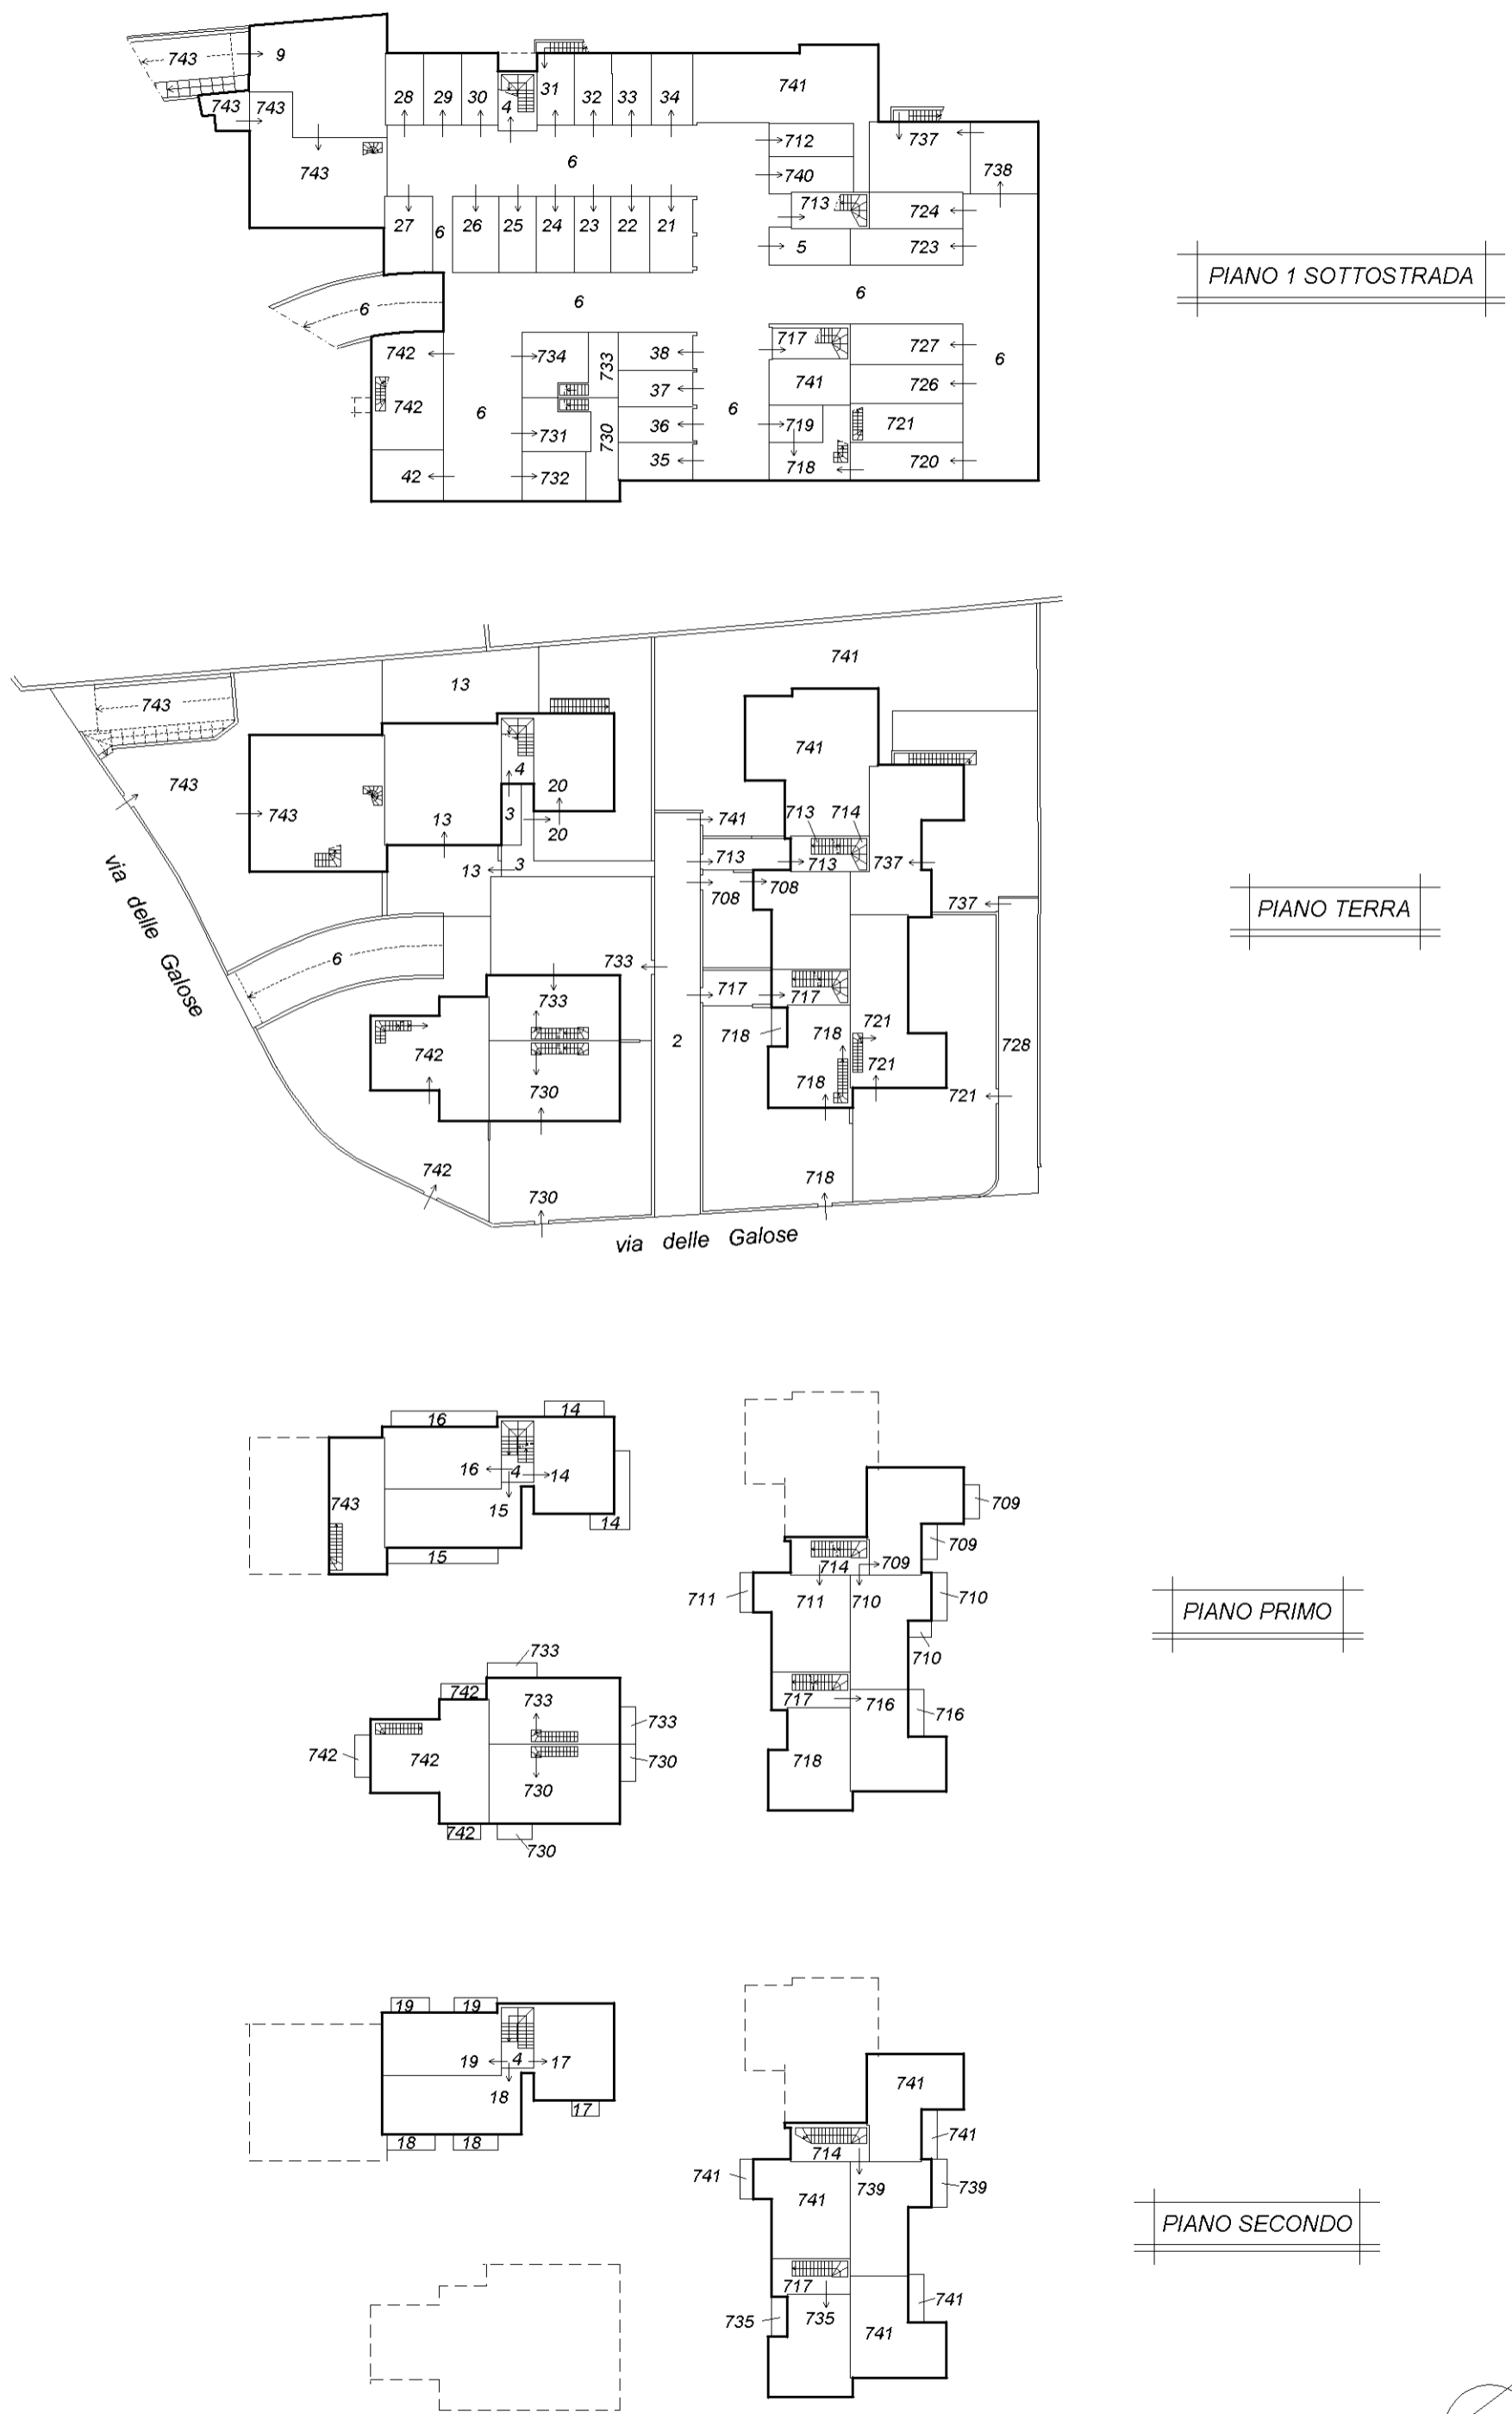 743 9
743 743
28 29 30 4 31 32 33 34 741
743 6 712 737
740 738
27 6 26 25 24 23 22 21 713 724
5 723
6 6 6
PIANO 1 SOTTOSTRADA
742 734 733 38 717 727 6
742 6 37 741 726
731 730 36 6 719 721
42 732 35 718 720
741
13
743
743 743 4 20 741
13 3 20 741 713 714
13 3 713 713 737
708 708 737
PIANO TERRA
via delle Galose
6 733 733 717 717
742 2 718 718 721 728
730 718 721 721
742 730 718
via delle Galose
16 14
16 4 14 709
743 15 14 709
15 714 709
711 711 710 710
PIANO PRIMO
733 710
742 733 717 716 716
742 742 733 718
730 730
742 730
19 19
19 4 17 741
18 17
18 18 714 741
741 741 739 739
PIANO SECONDO
717 741
735 735 741